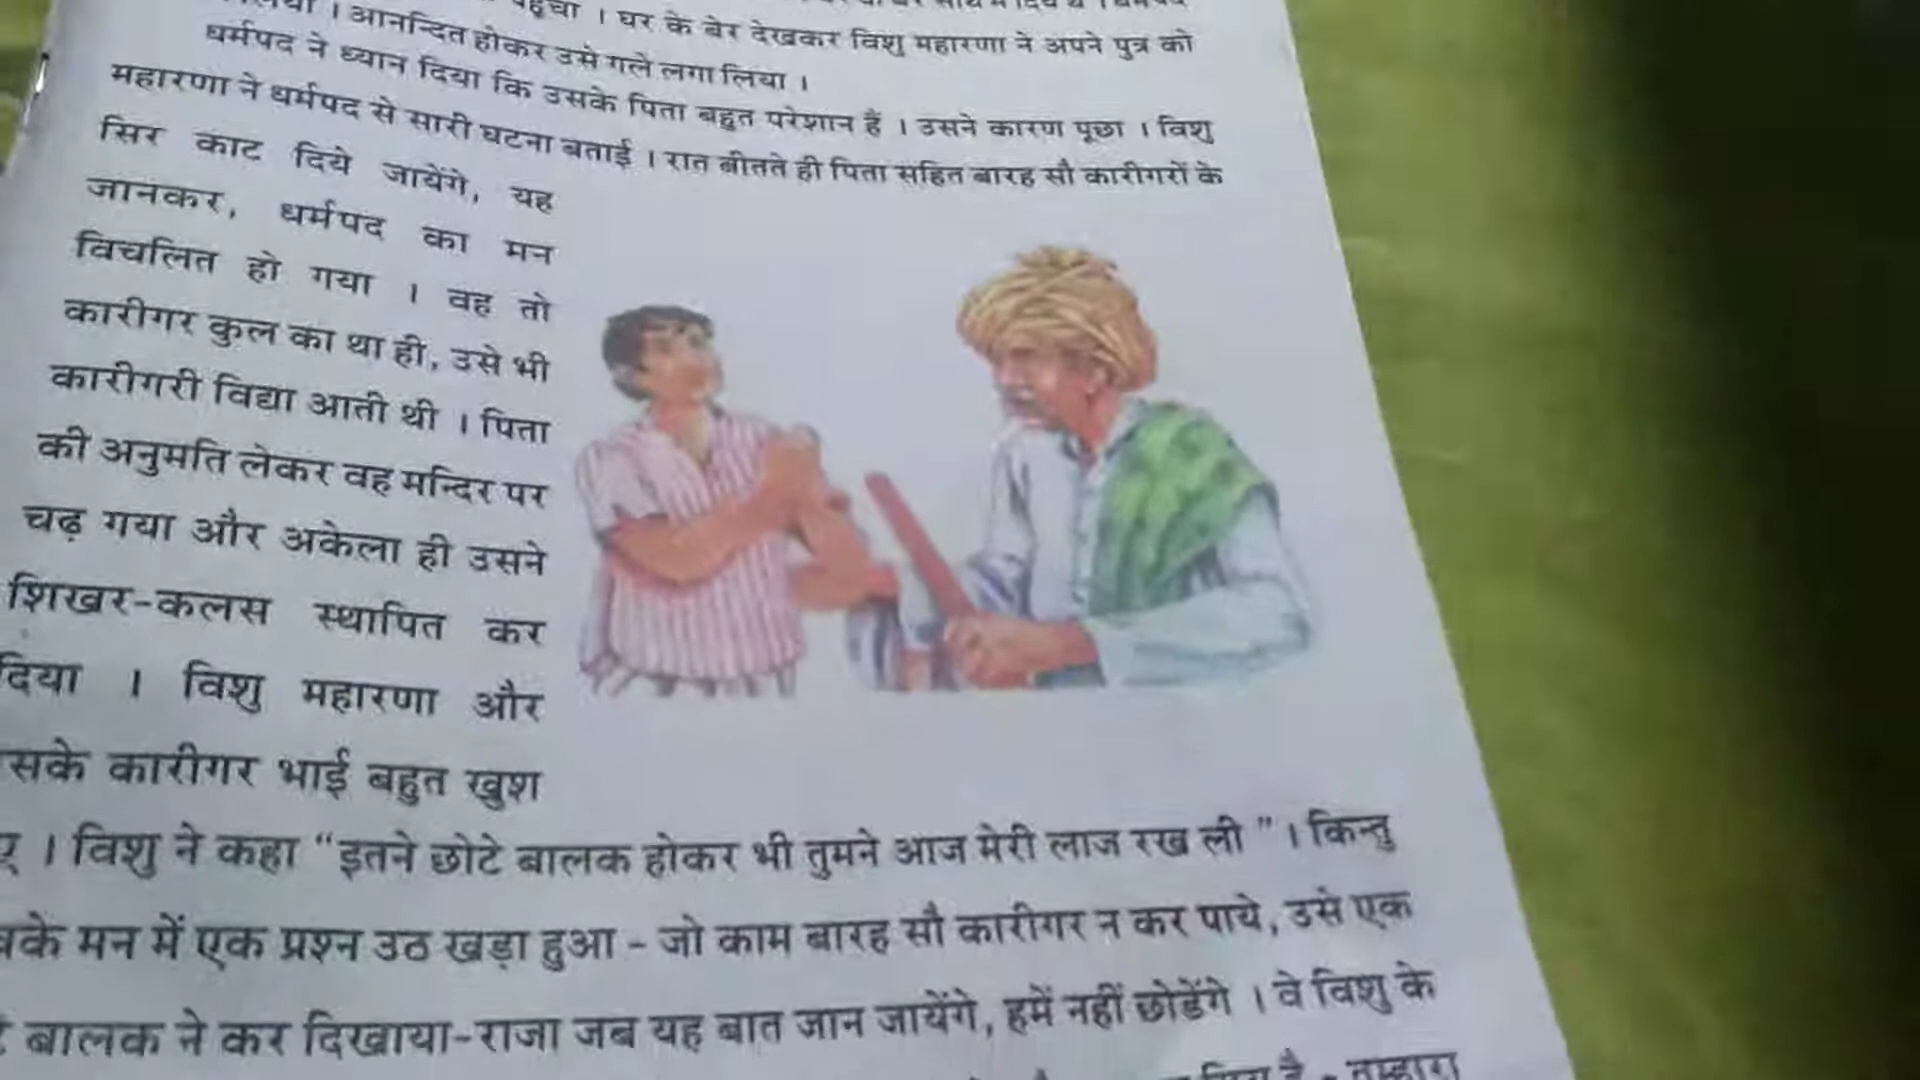 पहुँचा । घर के बेर देखकर विशु महारणा ने अपने पुत्र को
। आनन्दित होकर उसे गले लगा लिया ।
धर्मपद ने ध्यान दिया कि उसके पिता बहुत परेशान हैं । उसने कारण पूछा । विशु
महारणा ने धर्मपद से सारी घटना बताई । रात बीतते ही पिता सहित बारह सौ कारीगरों के
सिर काट दिये जायेंगे, यह
जानकर, धर्मपद का मन
विचलित हो गया । वह तो
कारीगर कुल का था ही, उसे भी
कारीगरी विद्या आती थी । पिता
की अनुमति लेकर वह मन्दिर पर
चढ़ गया और अकेला ही उसने
शिखर-कलस स्थापित कर
दिया । विशु महारणा और
सके कारीगर भाई बहुत खुश
ए । विशु ने कहा “इतने छोटे बालक होकर भी तुमने आज मेरी लाज रख ली ” । किन्तु
बके मन में एक प्रश्न उठ खड़ा हुआ - जो काम बारह सौ कारीगर न कर पाये, उसे एक
बालक ने कर दिखाया-राजा जब यह बात जान जायेंगे, हमें नहीं छोडेंगे । वे विशु के
है - तुम्हारा